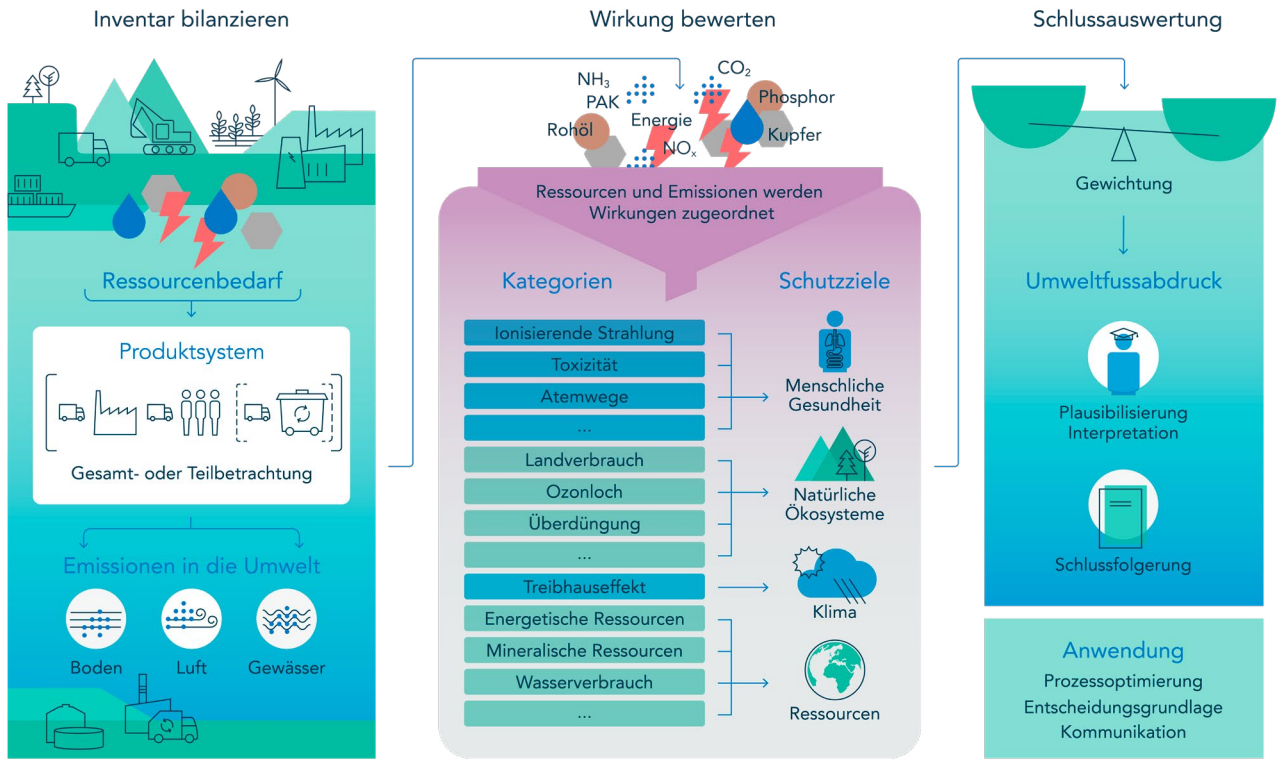 Inventar bilanzieren
Ressourcenbedarf
Produktsystem
Gesamt- oder Teilbetrachtung
Emissionen in die Umwelt
Boden
Luft
Gewässer
Wirkung bewerten
NH₃
CO₂
PAK
Phosphor
Energie
Rohöl
Kupfer
NOₓ
Ressourcen und Emissionen werden
Wirkungen zugeordnet
Kategorien
Ionisierende Strahlung
Toxizität
Atemwege
...
Landverbrauch
Ozonloch
Überdüngung
...
Treibhauseffekt
Energetische Ressourcen
Mineralische Ressourcen
Wasserverbrauch
...
Schutzziele
Menschliche
Gesundheit
Natürliche
Ökosysteme
Klima
Ressourcen
Schlussauswertung
Gewichtung
Umweltfussabdruck
Plausibilisierung
Interpretation
Schlussfolgerung
Anwendung
Prozessoptimierung
Entscheidungsgrundlage
Kommunikation